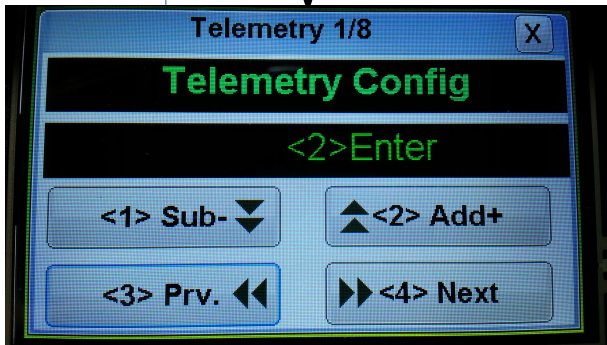 Telemetry 1/8
X
Telemetry Config
<2>Enter
<1> Sub-
<2> Add+
<3> Prv.
<4> Next